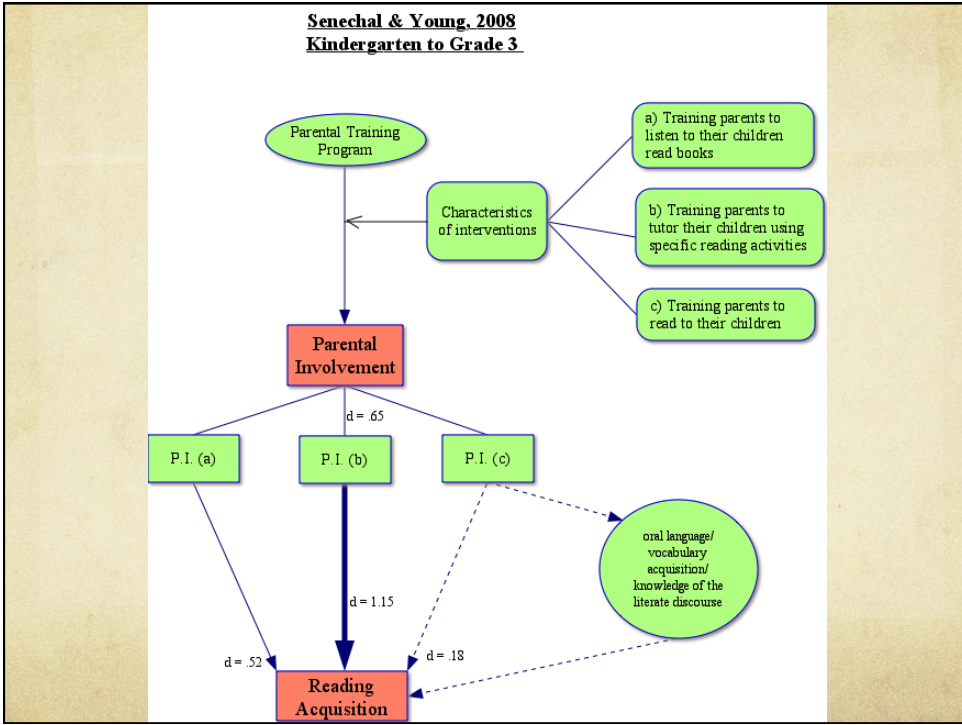 Senechal & Young, 2008
Kindergarten to Grade 3
Parental Training
Program
a) Training parents to
listen to their children
read books
Characteristics
of interventions
b) Training parents to
tutor their children using
specific reading activities
c) Training parents to
read to their children
Parental
Involvement
d = .65
P.I. (a)
P.I. (b)
P.I. (c)
oral language/
vocabulary
acquisition/
knowledge of the
literate discourse
d = 1.15
d = .52
d = .18
Reading
Acquisition